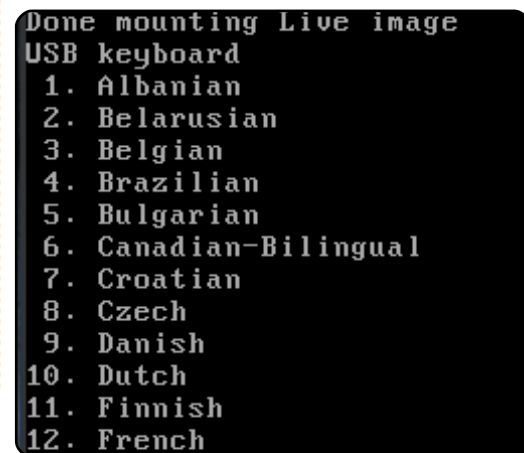 Done mounting Live image
USB keyboard
1. Albanian
2. Belarusian
3. Belgian
4. Brazilian
5. Bulgarian
6. Canadian-Bilingual
7. Croatian
8. Czech
9. Danish
10. Dutch
11. Finnish
12. French